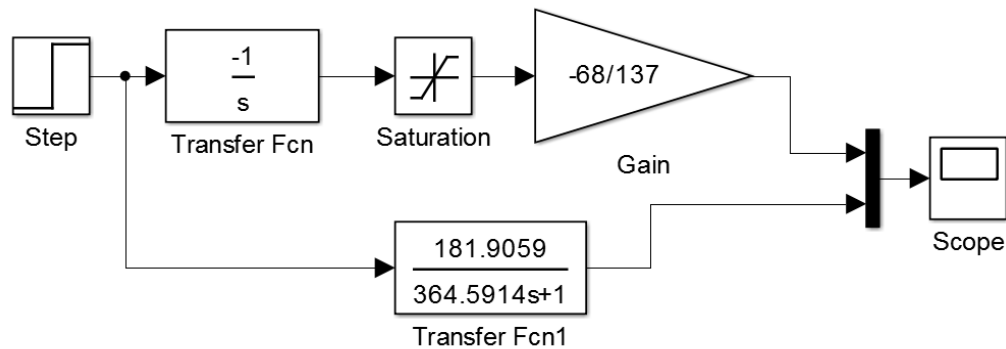 Step
-1
s
Transfer Fcn
Saturation
-68/137
Gain
181.9059
364.5914s+1
Transfer Fcn1
Scope